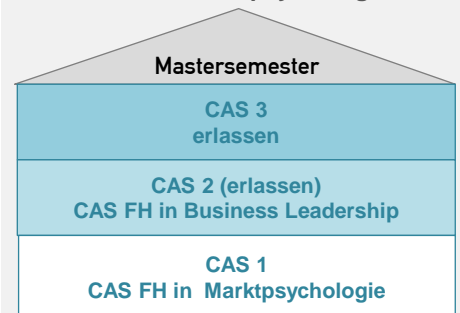 Mastersemester
CAS 3
erlassen
CAS 2 (erlassen)
CAS FH in Business Leadership
CAS 1
CAS FH in Marktpsychologie